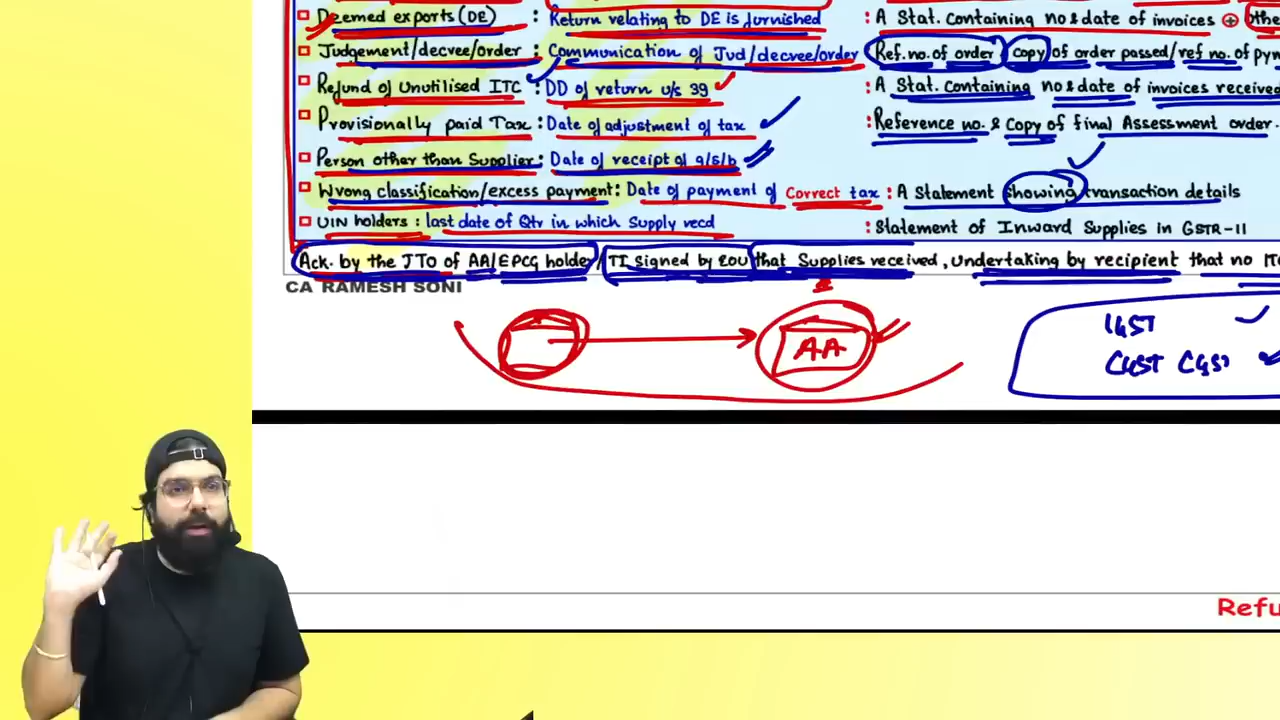 Deemed exports (DE) : Return relating to DE is furnished : A Stat. containing no & date of invoices ⊕
Judgement/decree/order : Communication of Jud/decree/order Ref. no. of order copy of order passed/ref no. of
Refund of Unutilised ITC : DD of return u/s 39 : A Stat. containing no & date of invoices received
Provisionally paid Tax : Date of adjustment of tax : Reference no. & Copy of final Assessment order.
Person other than Supplier : Date of receipt of g/s/b
Wrong classification/excess payment : Date of payment of Correct tax : A Statement showing transaction details
UIN holders : last date of Qtr in which Supply recd : Statement of Inward Supplies in GSTR-11
Ack. by the JTO of AA/EPCG holder / TI signed by EOU that Supplies received, Undertaking by recipient that no
CA RAMESH SONI
AA
IGST
CGST